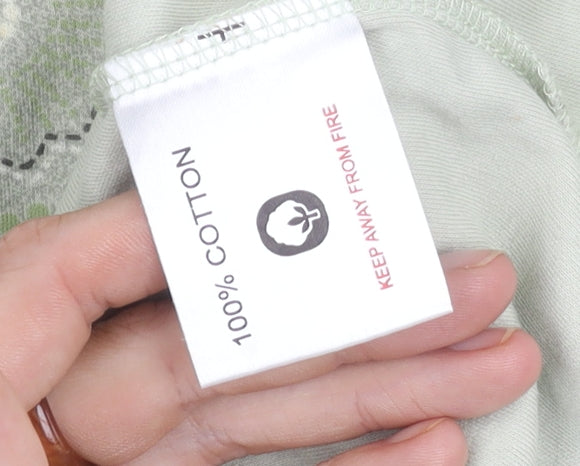 100% COTTON
KEEP AWAY FROM FIRE